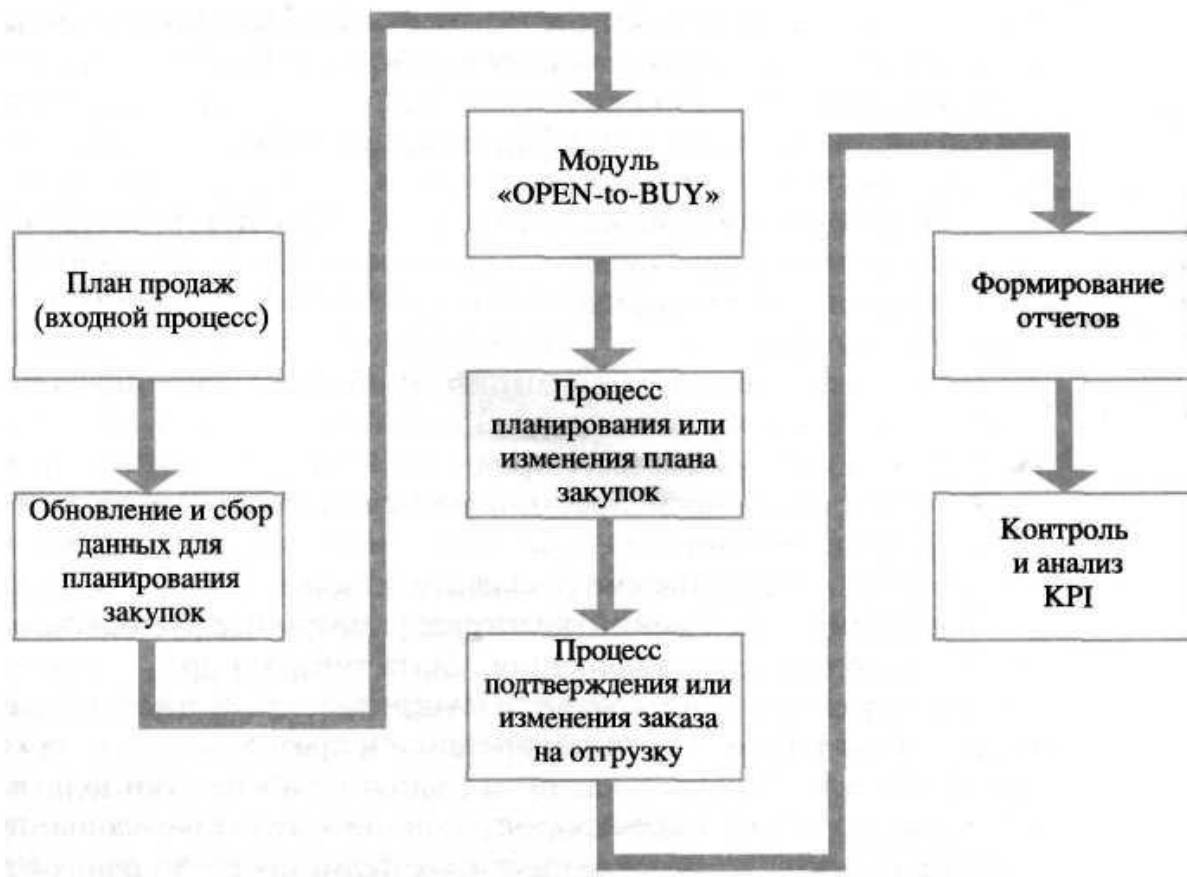 План продаж
(входной процесс)
Обновление и сбор
данных для
планирования
закупок
Модуль
«OPEN-to-BUY»
Процесс
планирования или
изменения плана
закупок
Процесс
подтверждения или
изменения заказа
на отгрузку
Формирование
отчетов
Контроль
и анализ
KPI